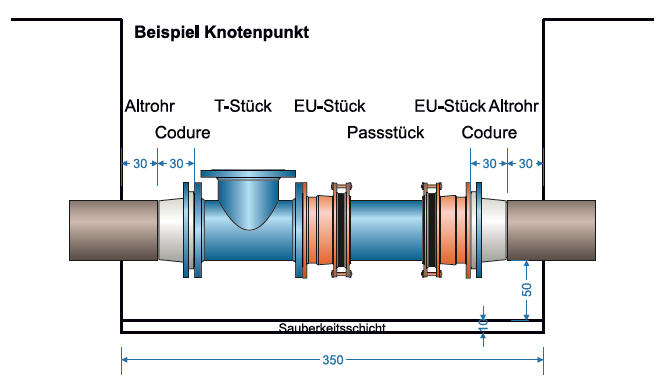 Beispiel Knotenpunkt
Altrohr T-Stück EU-Stück EU-Stück Altrohr
Codure Passstück Codure
30 30 30 30
50
Sauberkeitsschicht 10
350